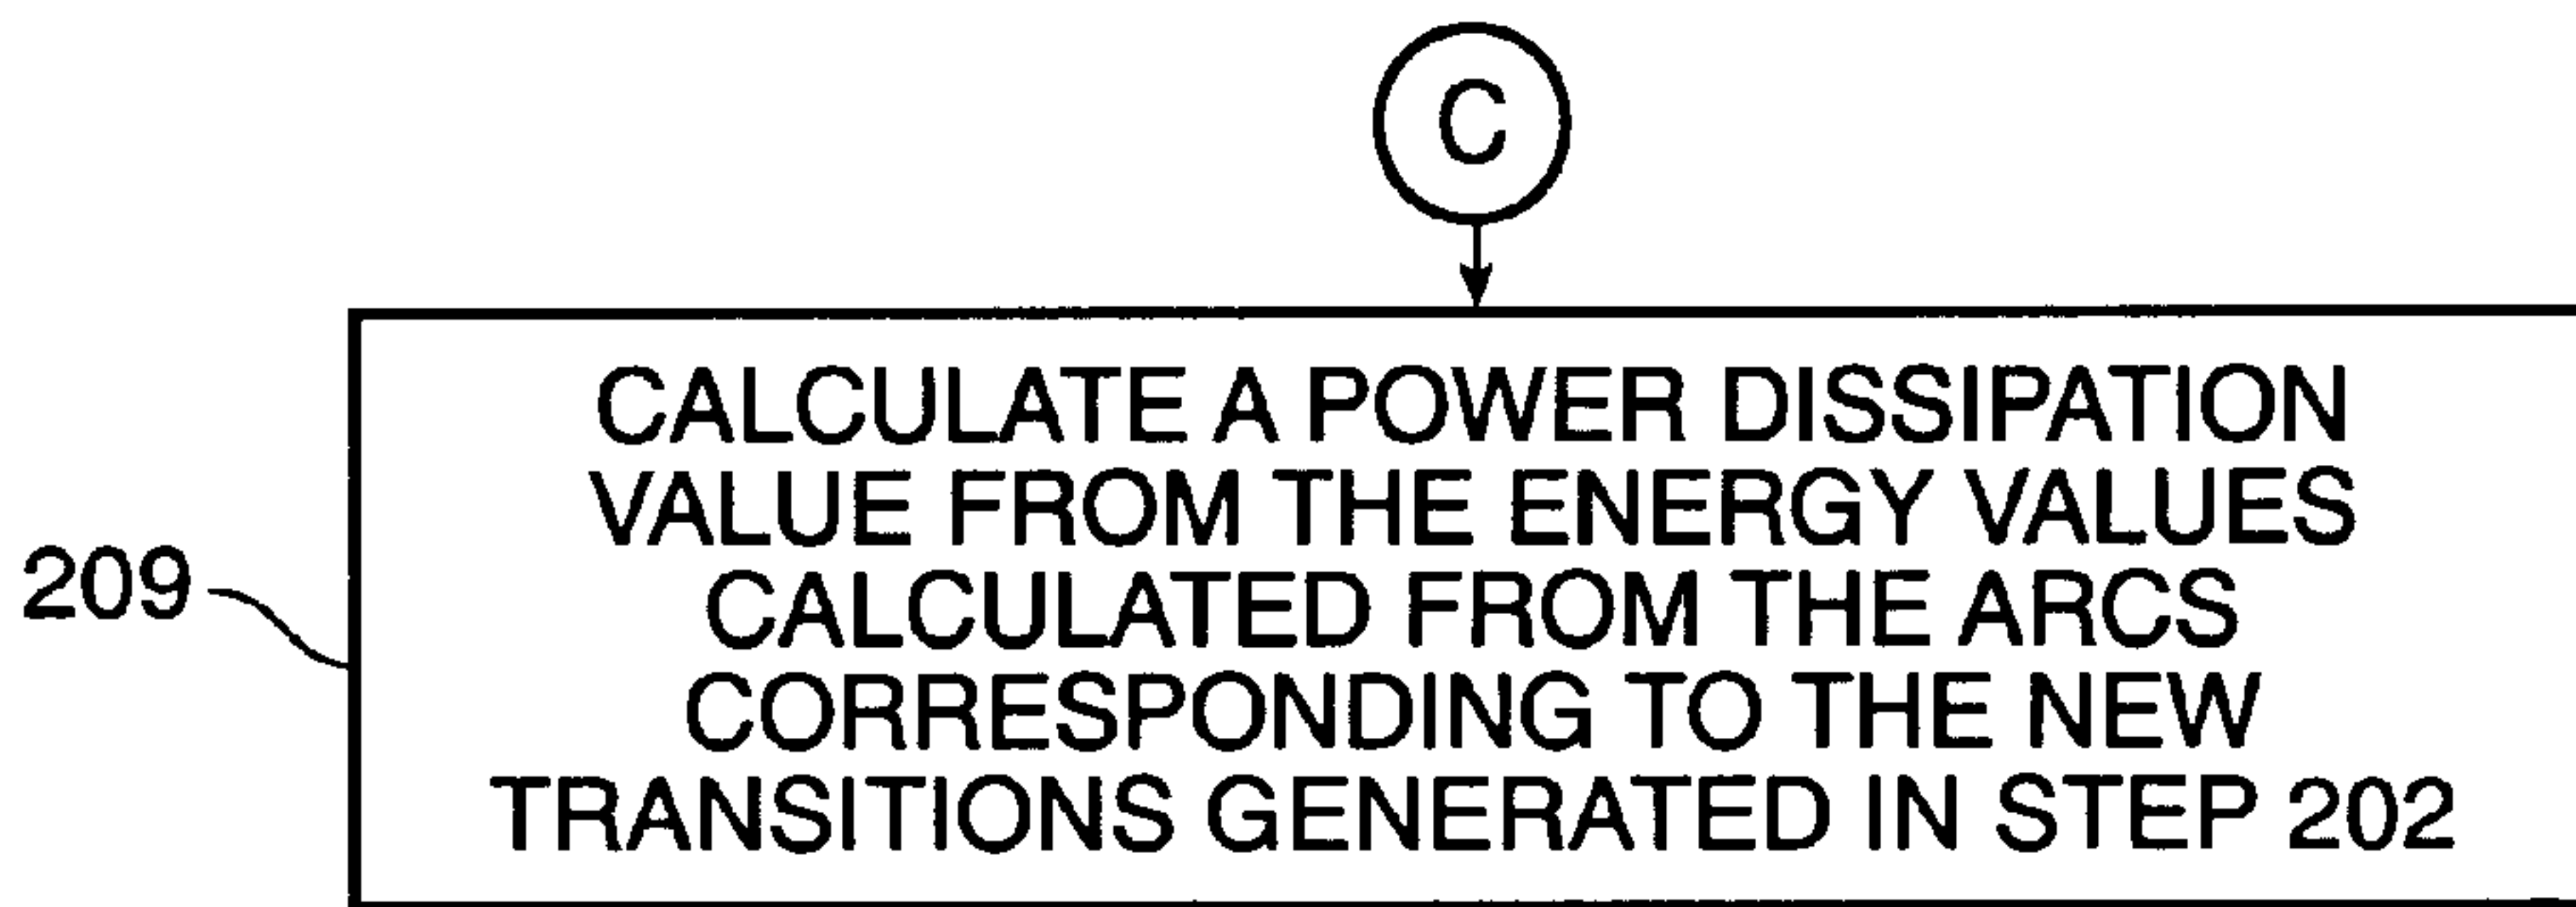 C
CALCULATE A POWER DISSIPATION
VALUE FROM THE ENERGY VALUES
209
CALCULATED FROM THE ARCS
CORRESPONDING TO THE NEW
TRANSITIONS GENERATED IN STEP 202